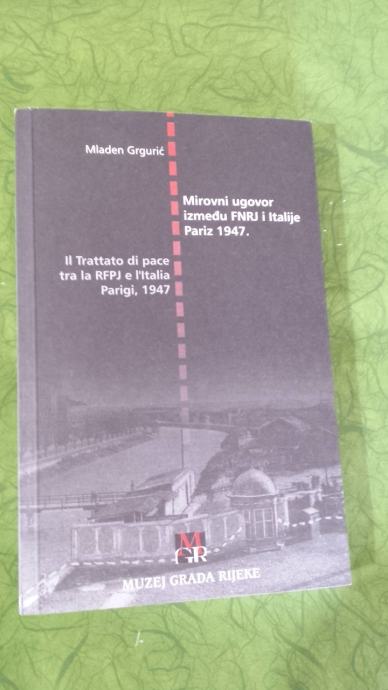 Mladen Grgurić
Mirovni ugovor
između FNRJ i Italije
Pariz 1947.
Il Trattato di pace
tra la RFPJ e l'Italia
Parigi, 1947
M
GR
MUZEJ GRADA RIJEKE